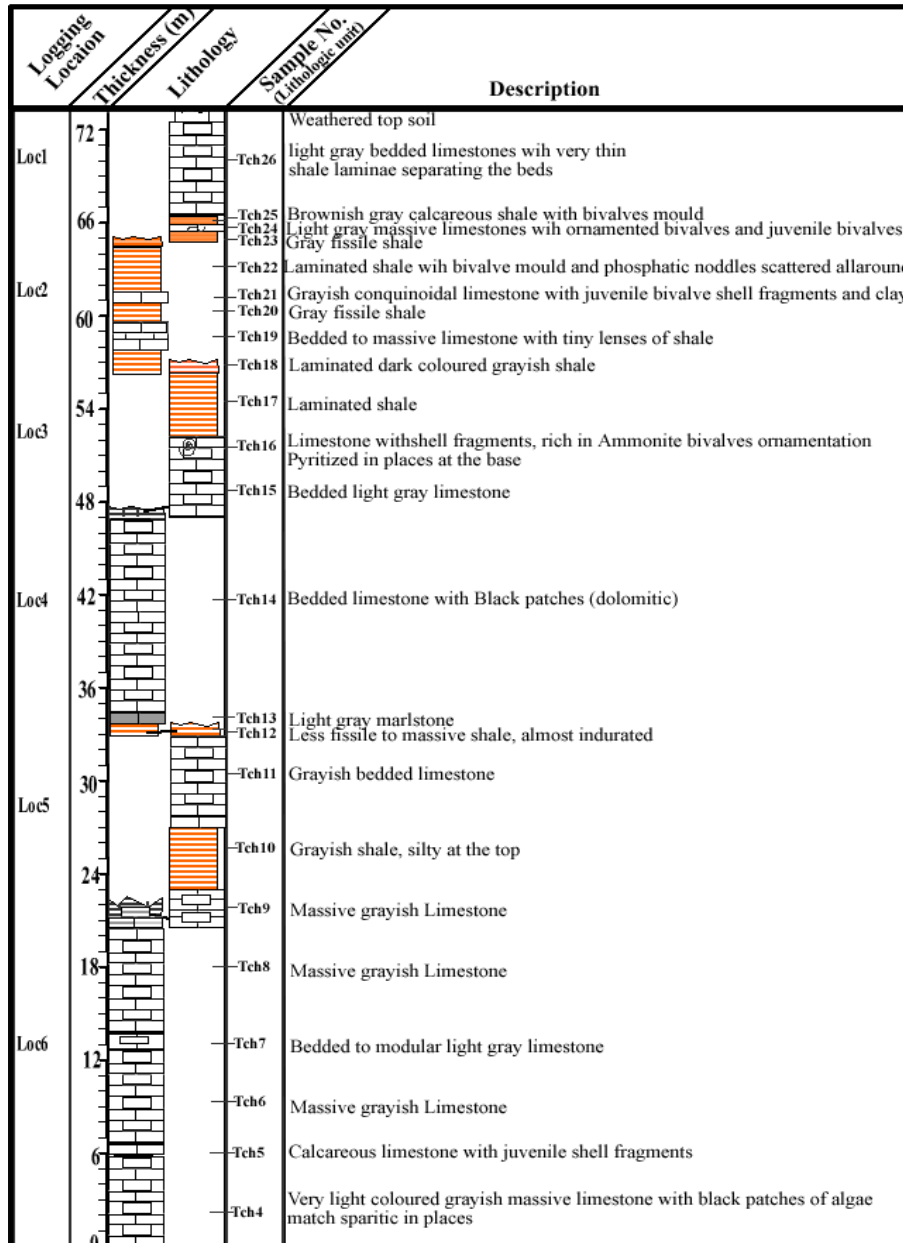 Logging
Locaion
Thickness (m)
Lithology
Sample No.
(Lithologic unit)
Description
Weathered top soil
72
Loc1
Tch26
light gray bedded limestones wih very thin
shale laminae separating the beds
66
Tch25
Brownish gray calcareous shale with bivalves mould
Tch24
Light gray massive limestones wih ornamented bivalves and juvenile bivalves
Tch23
Gray fissile shale
Tch22
Laminated shale wih bivalve mould and phosphatic noddles scattered allaround
Loc2
Tch21
Grayish conquinoidal limestone with juvenile bivalve shell fragments and clay
60
Tch20
Gray fissile shale
Tch19
Bedded to massive limestone with tiny lenses of shale
Tch18
Laminated dark coloured grayish shale
54
Tch17
Laminated shale
Loc3
Tch16
Limestone withshell fragments, rich in Ammonite bivalves ornamentation
Pyritized in places at the base
Tch15
Bedded light gray limestone
48
Loc4
42
Tch14
Bedded limestone with Black patches (dolomitic)
36
Tch13
Light gray marlstone
Tch12
Less fissile to massive shale, almost indurated
Tch11
Grayish bedded limestone
30
Loc5
Tch10
Grayish shale, silty at the top
24
Tch9
Massive grayish Limestone
18
Tch8
Massive grayish Limestone
Loc6
Tch7
Bedded to modular light gray limestone
12
Tch6
Massive grayish Limestone
6
Tch5
Calcareous limestone with juvenile shell fragments
Tch4
Very light coloured grayish massive limestone with black patches of algae
match sparitic in places
0